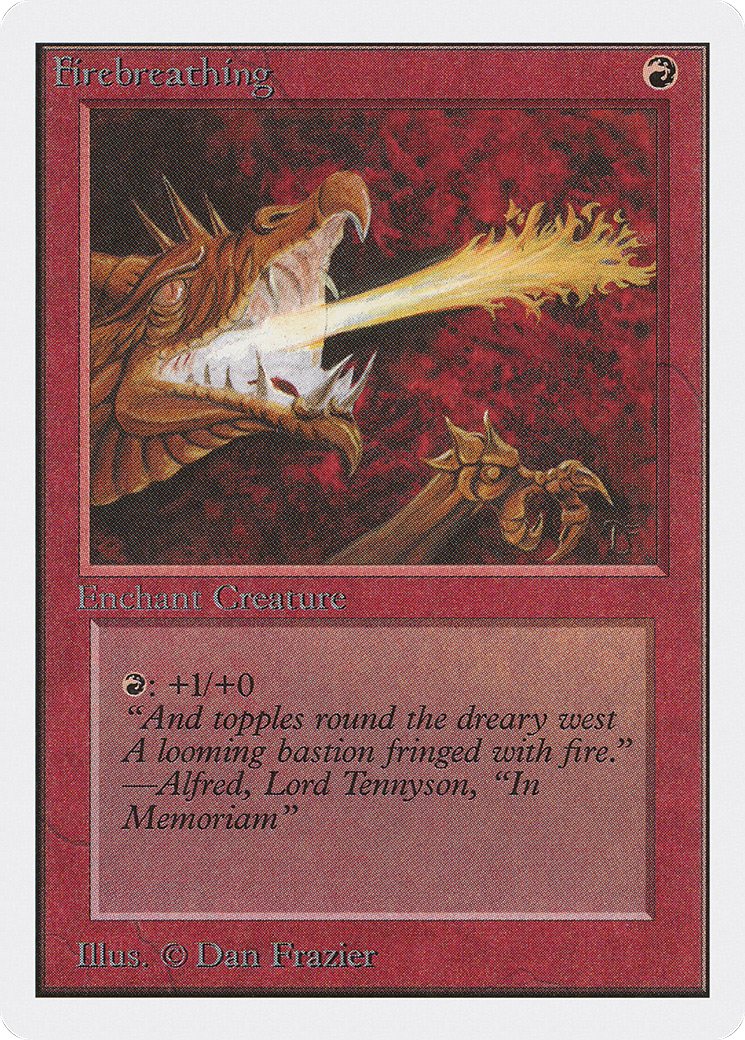 Firebreathing
: +1/+0
“And topples round the dreary west
A looming bastion fringed with fire.”
—Alfred, Lord Tennyson, “In
Memoriam”
Enchant Creature
Illus. © Dan Frazier